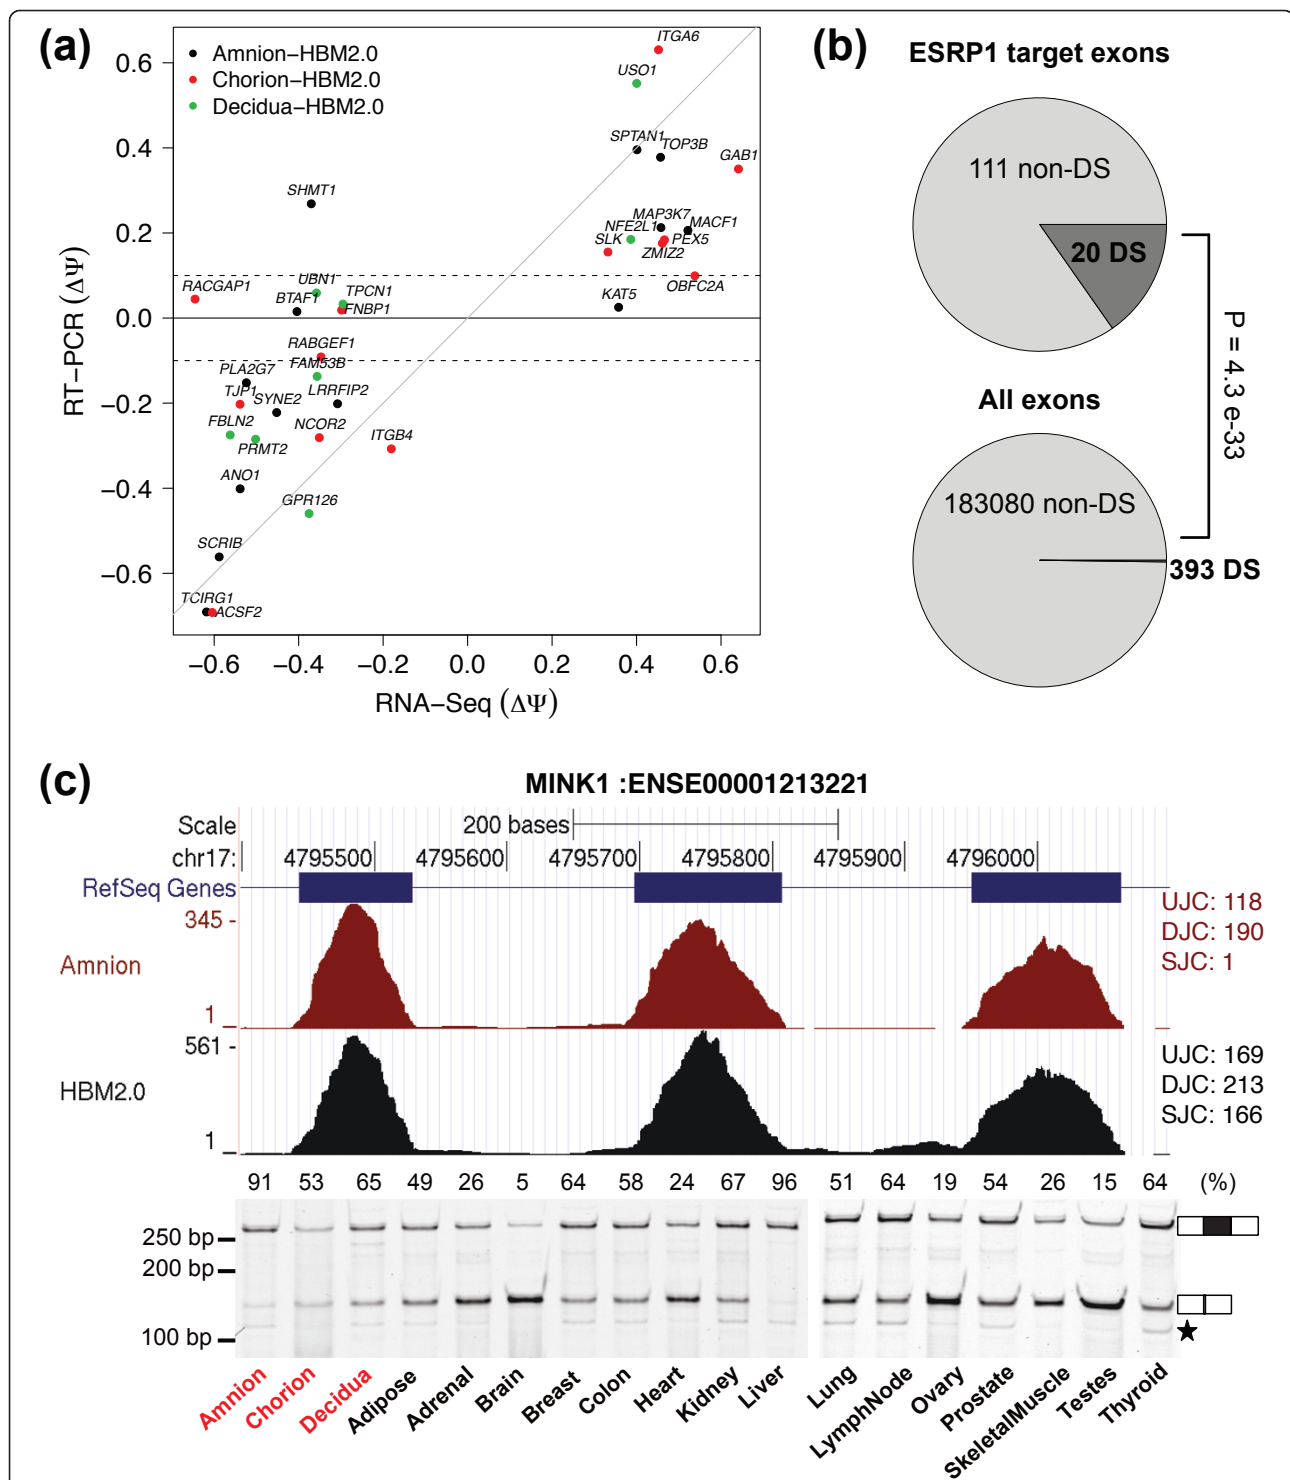 (a)
Amnion−HBM2.0
Chorion−HBM2.0
Decidua−HBM2.0
ITGA6
USO1
SPTAN1
TOP3B
GAB1
SHMT1
MAP3K7
MACF1
NFE2L1
SLK
PEX5
ZMIZ2
OBFC2A
KAT5
RACGAP1
UBN1
TPCN1
BTAF1
FNBP1
RABGEF1
FAM53B
PLA2G7
LRRFIP2
TJP1
SYNE2
FBLN2
NCOR2
ITGB4
PRMT2
ANO1
GPR126
SCRIB
TCIRG1
ACSF2
0.6
0.4
0.2
0.0
−0.2
−0.4
−0.6
RT−PCR (ΔΨ)
−0.6 −0.4 −0.2 0.0 0.2 0.4 0.6
RNA−Seq (ΔΨ)
(b)
ESRP1 target exons
111 non-DS
20 DS
All exons
183080 non-DS
393 DS
P = 4.3 e-33
(c)
MINK1 :ENSE00001213221
Scale 200 bases
chr17: 4795500 4795600 4795700 4795800 4795900 4796000
RefSeq Genes
345 -
Amnion
1 _
UJC: 118
DJC: 190
SJC: 1
561 -
HBM2.0
1 _
UJC: 169
DJC: 213
SJC: 166
91 53 65 49 26 5 64 58 24 67 96 51 64 19 54 26 15 64 (%)
250 bp
200 bp
100 bp
Amnion Chorion Decidua Adipose Adrenal Brain Breast Colon Heart Kidney Liver Lung LymphNode Ovary Prostate SkeletalMuscle Testes Thyroid